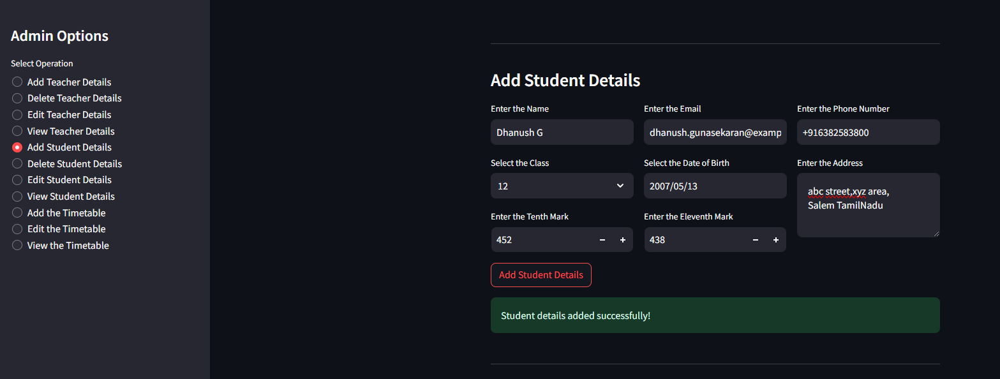 Admin Options
Select Operation
Add Teacher Details
Delete Teacher Details
Edit Teacher Details
View Teacher Details
Add Student Details
Delete Student Details
Edit Student Details
View Student Details
Add the Timetable
Edit the Timetable
View the Timetable
Add Student Details
Enter the Name
Enter the Email
Enter the Phone Number
Dhanush G
dhanush.gunasekaran@examp
+916382583800
Select the Class
Select the Date of Birth
Enter the Address
12
2007/05/13
abc street,xyz area,
Salem TamilNadu
Enter the Tenth Mark
Enter the Eleventh Mark
452
438
Add Student Details
Student details added successfully!